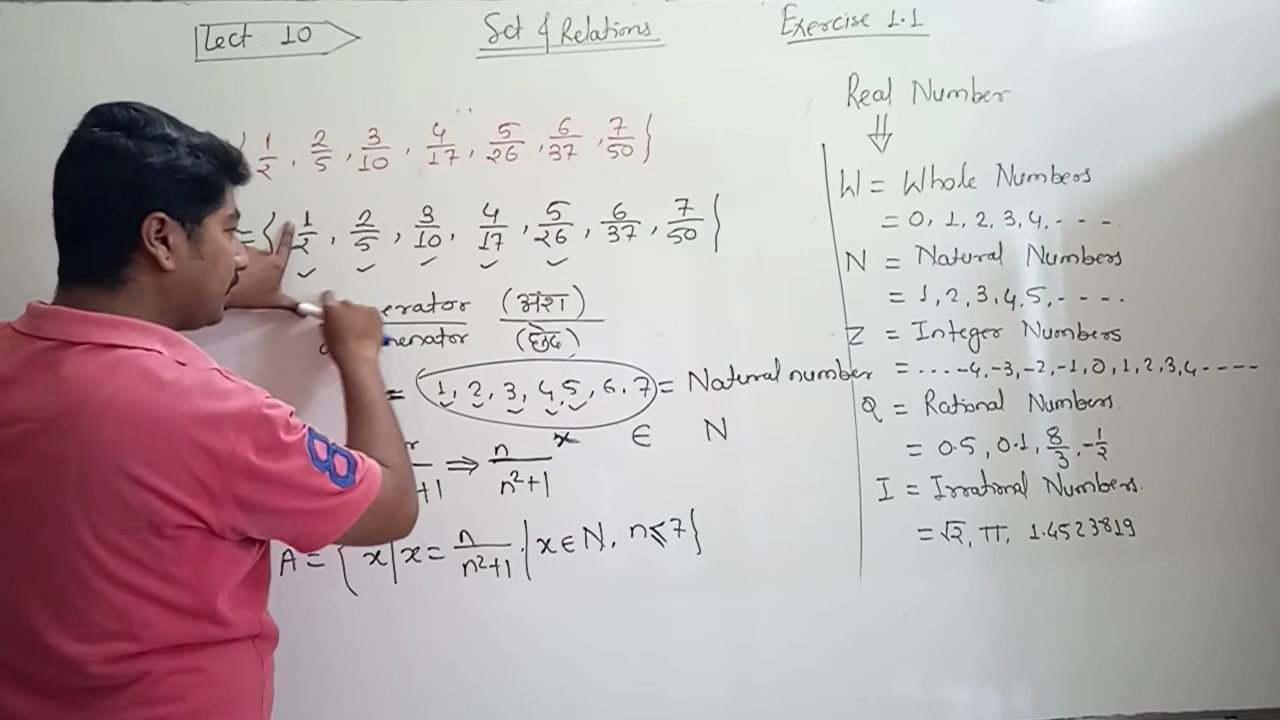 Lect. 10
Set & Relations
Exercise 1.1
{ 1/2, 2/5, 3/10, 4/17, 5/26, 6/37, 7/50 }
= { 1/2, 2/5, 3/10, 4/17, 5/26, 6/37, 7/50 }
erator (अंश)
(छेद)
= 1, 2, 3, 4, 5, 6, 7 = Natural number
x ∈ N
+1 ⇒ n/n²+1
A = { x | x = n/n²+1 | x ∈ N, n ≤ 7 }
Real Number
⇓
W = Whole Numbers
= 0, 1, 2, 3, 4, - - - -
N = Natural Numbers
= 1, 2, 3, 4, 5, - - - -
Z = Integer Numbers
= ....-4, -3, -2, -1, 0, 1, 2, 3, 4 - - - -
Q = Rational Numbers.
= 0.5, 0.1, 8/3, -1/2
I = Irrational Numbers.
= √2, π, 1.4523819
8